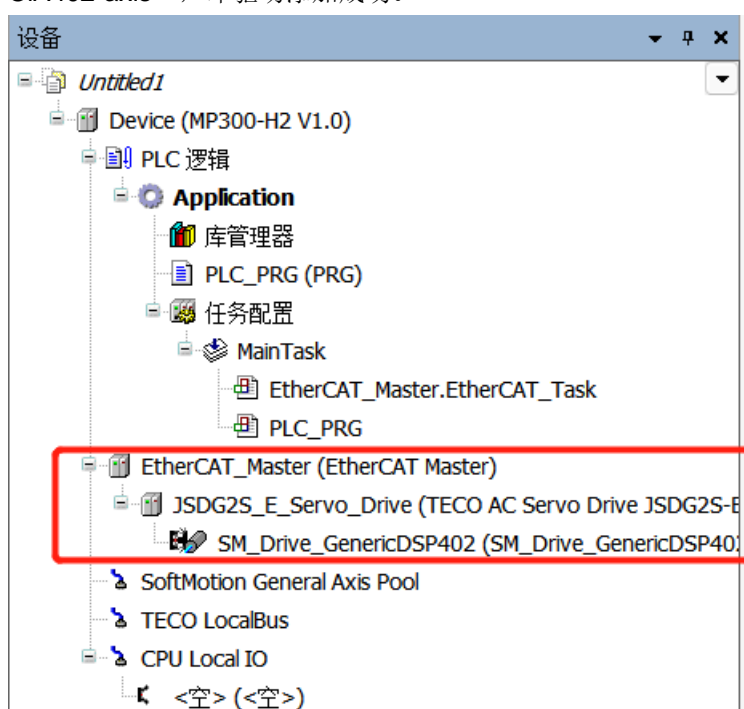 设备
Untitled1
Device (MP300-H2 V1.0)
PLC 逻辑
Application
库管理器
PLC_PRG (PRG)
任务配置
MainTask
EtherCAT_Master.EtherCAT_Task
PLC_PRG
EtherCAT_Master (EtherCAT Master)
JSDG2S_E_Servo_Drive (TECO AC Servo Drive JSDG2S-E
SM_Drive_GenericDSP402 (SM_Drive_GenericDSP402
SoftMotion General Axis Pool
TECO LocalBus
CPU Local IO
<空> (<空>)